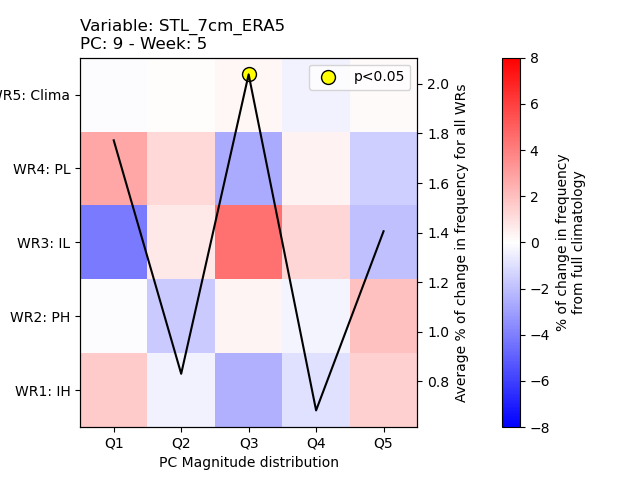 Variable: STL_7cm_ERA5
PC: 9 - Week: 5
p<0.05
WR5: Clima
WR4: PL
WR3: IL
WR2: PH
WR1: IH
Q1 Q2 Q3 Q4 Q5
PC Magnitude distribution
2.0
1.8
1.6
1.4
1.2
1.0
0.8
Average % of change in frequency for all WRs
8
6
4
2
0
−2
−4
−6
−8
% of change in frequency
from full climatology